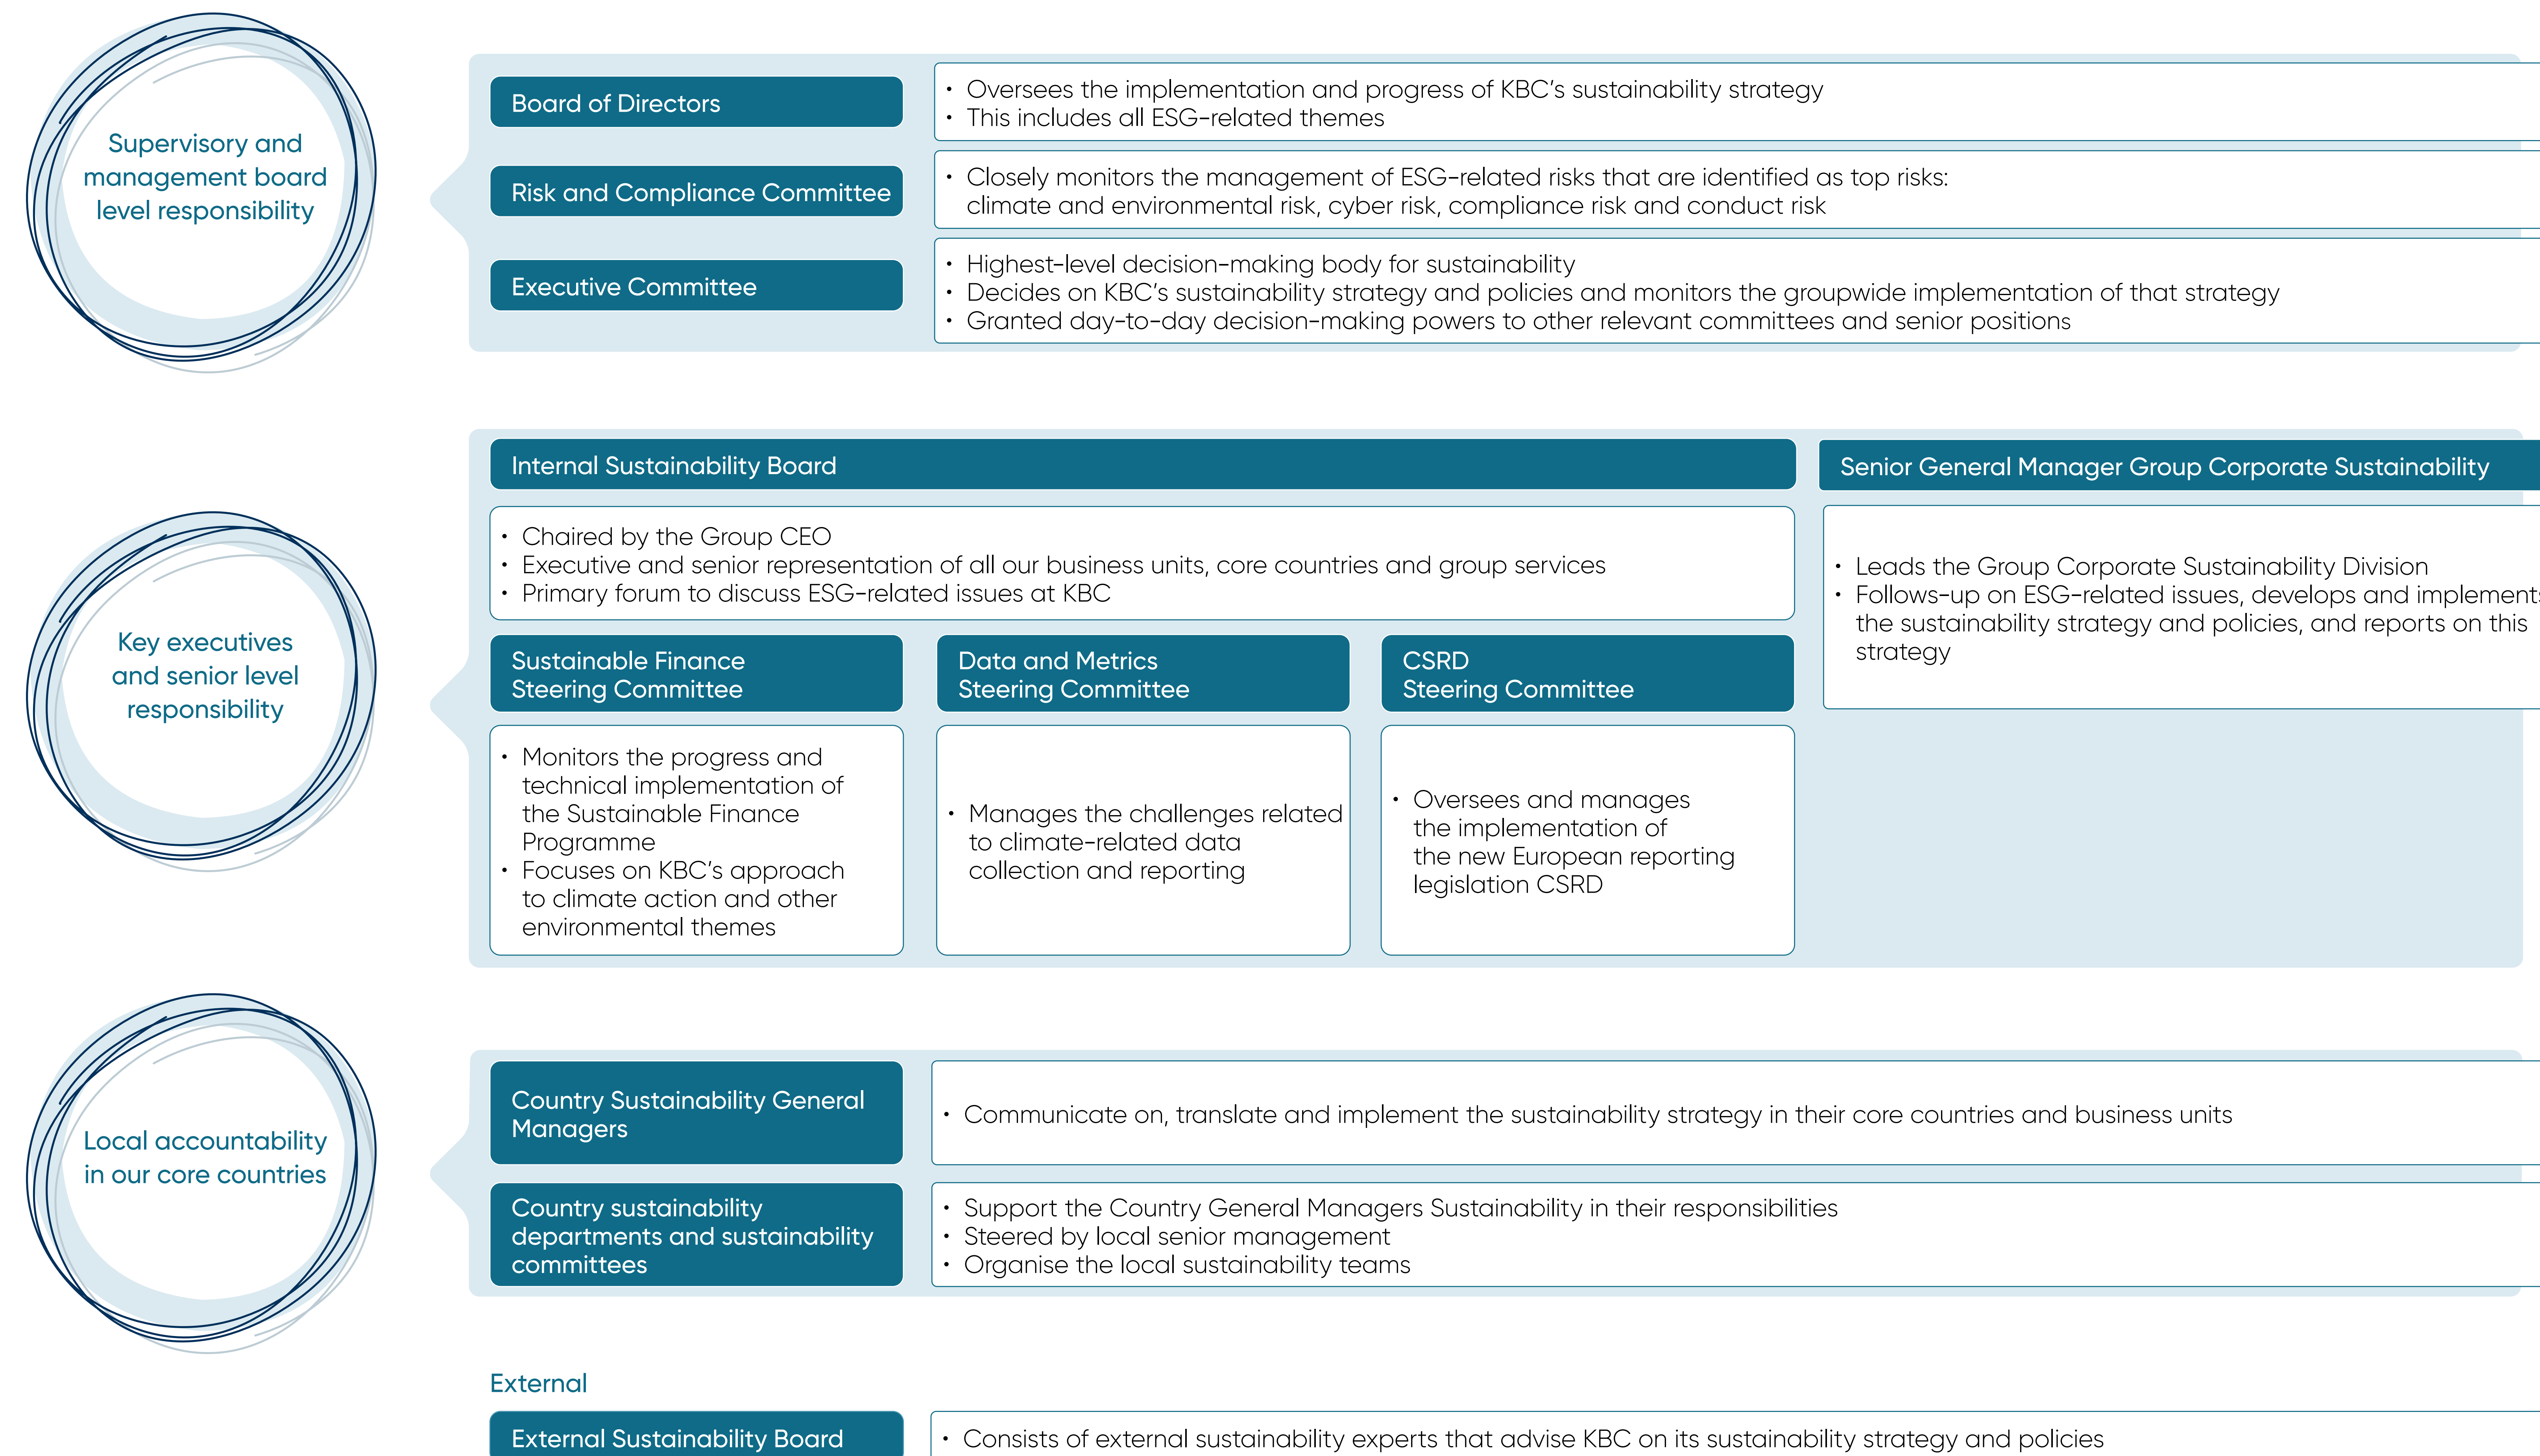 Supervisory and
management board
level responsibility
Board of Directors
• Oversees the implementation and progress of KBC's sustainability strategy
• This includes all ESG-related themes
Risk and Compliance Committee
• Closely monitors the management of ESG-related risks that are identified as top risks:
climate and environmental risk, cyber risk, compliance risk and conduct risk
Executive Committee
• Highest-level decision-making body for sustainability
• Decides on KBC's sustainability strategy and policies and monitors the groupwide implementation of that strategy
• Granted day-to-day decision-making powers to other relevant committees and senior positions
Key executives
and senior level
responsibility
Internal Sustainability Board
• Chaired by the Group CEO
• Executive and senior representation of all our business units, core countries and group services
• Primary forum to discuss ESG-related issues at KBC
Sustainable Finance
Steering Committee
• Monitors the progress and
technical implementation of
the Sustainable Finance
Programme
• Focuses on KBC's approach
to climate action and other
environmental themes
Data and Metrics
Steering Committee
• Manages the challenges related
to climate-related data
collection and reporting
CSRD
Steering Committee
• Oversees and manages
the implementation of
the new European reporting
legislation CSRD
Senior General Manager Group Corporate Sustainability
• Leads the Group Corporate Sustainability Division
• Follows-up on ESG-related issues, develops and implements
the sustainability strategy and policies, and reports on this
strategy
Local accountability
in our core countries
Country Sustainability General
Managers
• Communicate on, translate and implement the sustainability strategy in their core countries and business units
Country sustainability
departments and sustainability
committees
• Support the Country General Managers Sustainability in their responsibilities
• Steered by local senior management
• Organise the local sustainability teams
External
External Sustainability Board
• Consists of external sustainability experts that advise KBC on its sustainability strategy and policies